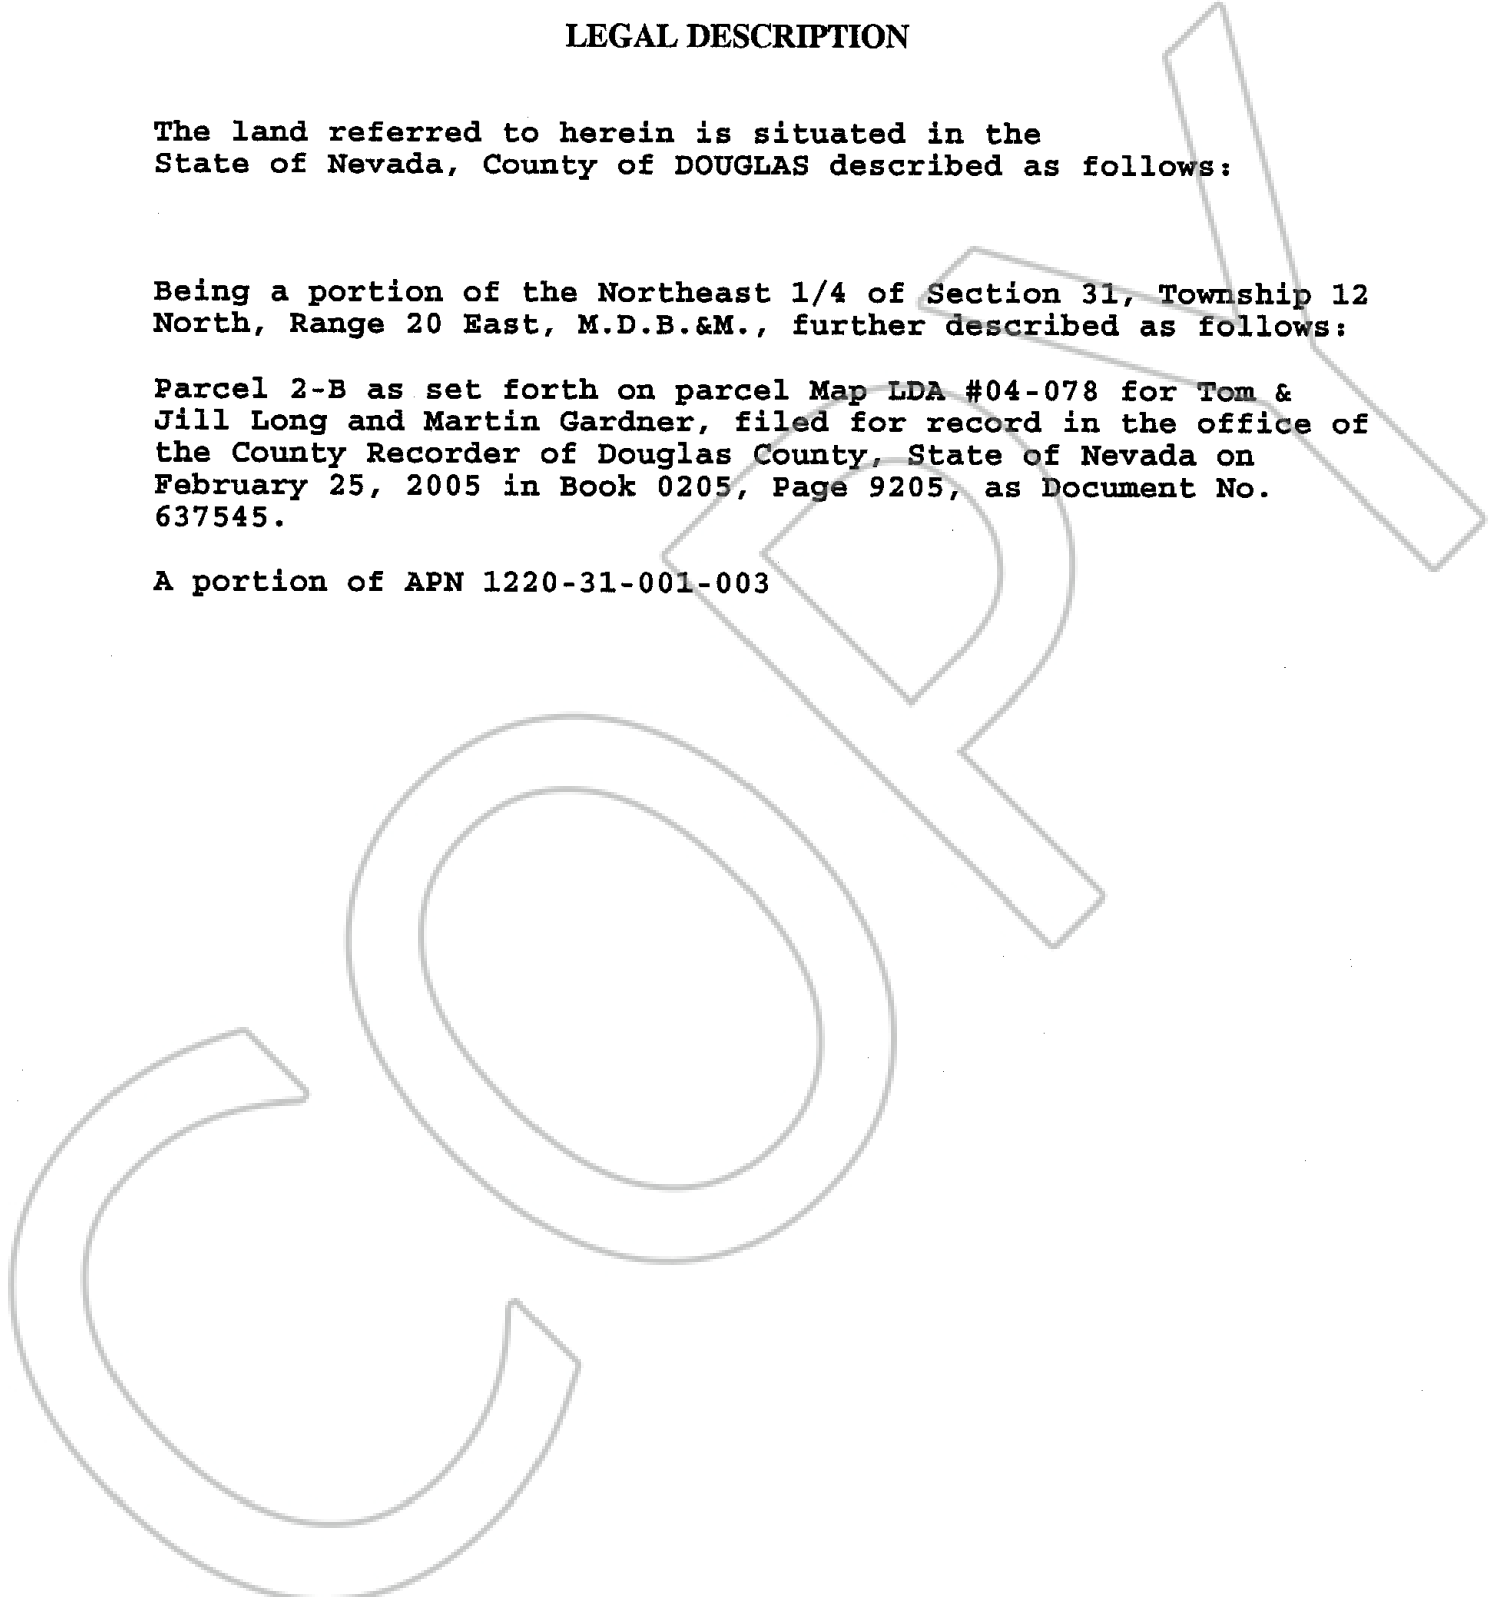 LEGAL DESCRIPTION
The land referred to herein is situated in the
State of Nevada, County of DOUGLAS described as follows:
Being a portion of the Northeast 1/4 of Section 31, Township 12
North, Range 20 East, M.D.B.&M., further described as follows:
Parcel 2-B as set forth on parcel Map LDA #04-078 for Tom &
Jill Long and Martin Gardner, filed for record in the office of
the County Recorder of Douglas County, State of Nevada on
February 25, 2005 in Book 0205, Page 9205, as Document No.
637545.
A portion of APN 1220-31-001-003
COPY